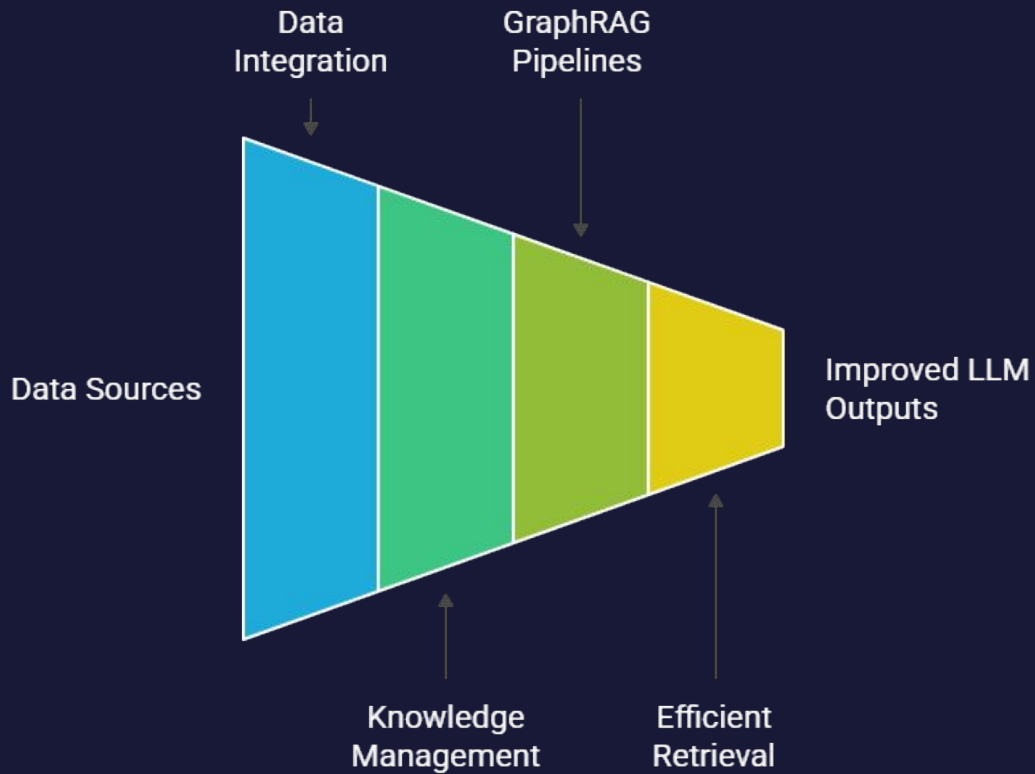 Data
Integration
GraphRAG
Pipelines
Data Sources
Improved LLM
Outputs
Knowledge
Management
Efficient
Retrieval